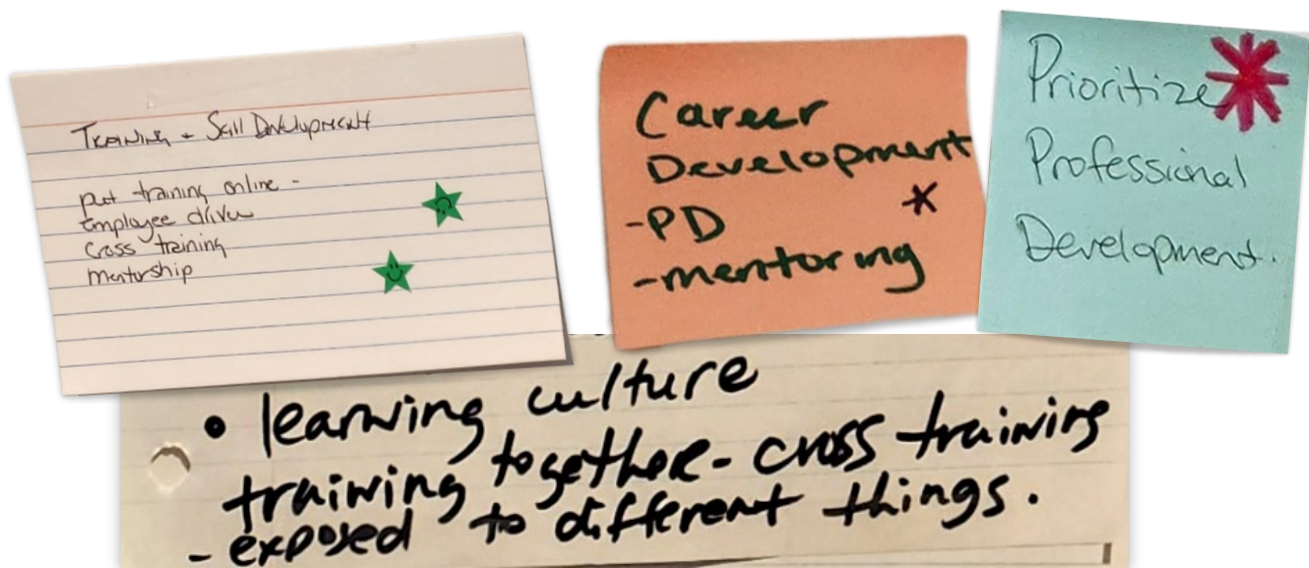 Training + Skill Development
put training online -
employee driven
cross training
mentorship
Career
Development
-PD
-mentoring
Prioritize
Professional
Development.
• learning culture
training together - cross training
- exposed to different things.